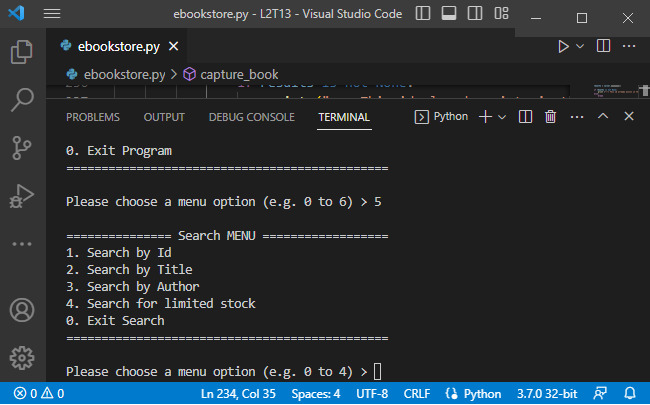 ebookstore.py - L2T13 - Visual Studio Code
ebookstore.py
ebookstore.py > capture_book
PROBLEMS OUTPUT DEBUG CONSOLE TERMINAL Python
0. Exit Program
==============================================
Please choose a menu option (e.g. 0 to 6) > 5
=============== Search MENU ==================
1. Search by Id
2. Search by Title
3. Search by Author
4. Search for limited stock
0. Exit Search
==============================================
Please choose a menu option (e.g. 0 to 4) >
0 0 Ln 234, Col 35 Spaces: 4 UTF-8 CRLF Python 3.7.0 32-bit